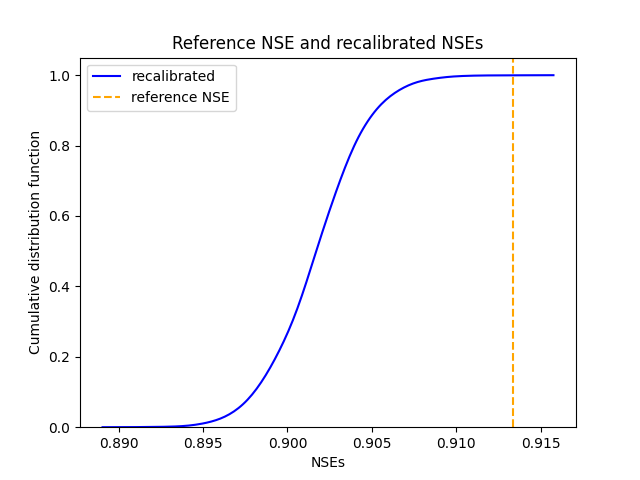 Reference NSE and recalibrated NSEs
recalibrated
reference NSE
Cumulative distribution function
1.0
0.8
0.6
0.4
0.2
0.0
0.890 0.895 0.900 0.905 0.910 0.915
NSEs